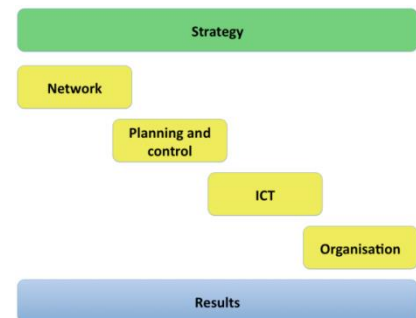 Strategy
Network
Planning and
control
ICT
Organisation
Results